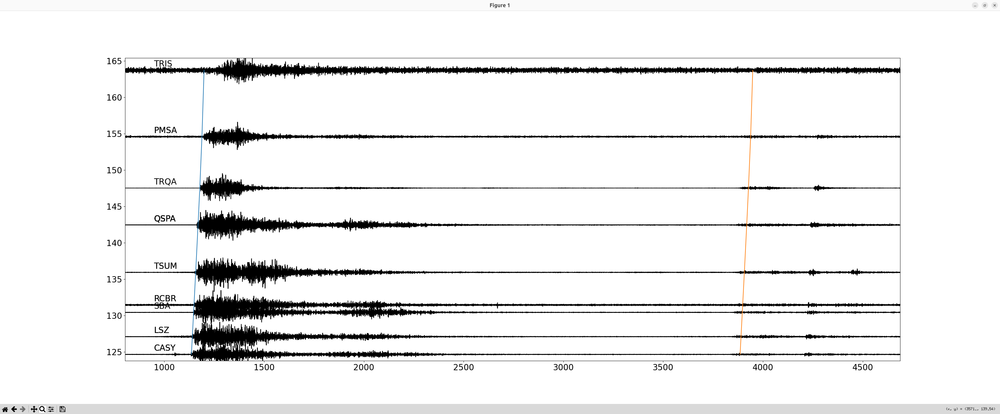 Figure 1
165
TRIS
160
PMSA
155
150
TRQA
145
QSPA
140
TSUM
135
RCBR
SBA
130
LSZ
CASY
125
1000 1500 2000 2500 3000 3500 4000 4500
(x, y) = (3571., 139.54)